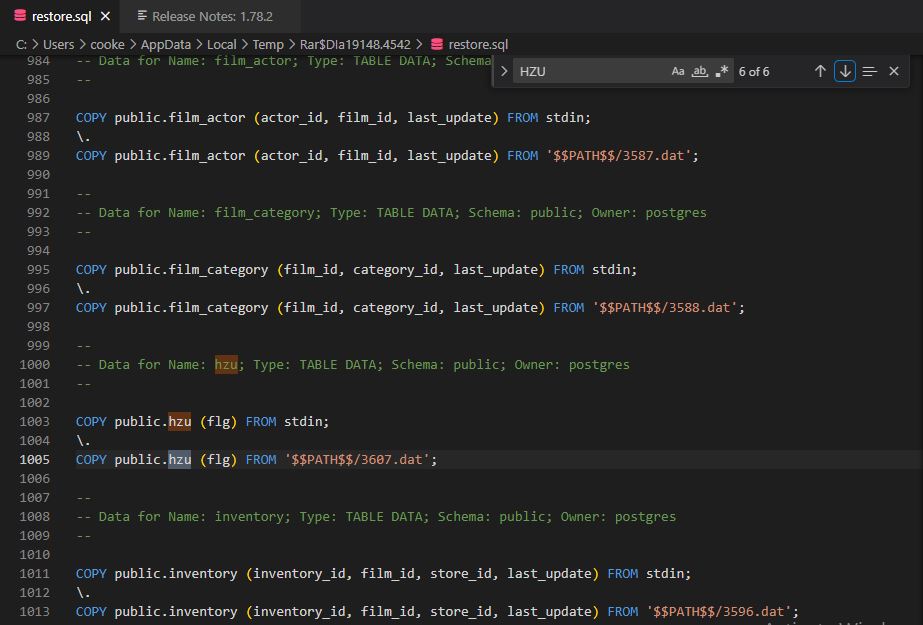 restore.sql Release Notes: 1.78.2
C: > Users > cooke > AppData > Local > Temp > Rar$DIa19148.4542 > restore.sql
HZU Aa ab .* 6 of 6
984 -- Data for Name: film_actor; Type: TABLE DATA; Schema
985 --
986
987 COPY public.film_actor (actor_id, film_id, last_update) FROM stdin;
988 \.
989 COPY public.film_actor (actor_id, film_id, last_update) FROM '$$PATH$$/3587.dat';
990
991 --
992 -- Data for Name: film_category; Type: TABLE DATA; Schema: public; Owner: postgres
993 --
994
995 COPY public.film_category (film_id, category_id, last_update) FROM stdin;
996 \.
997 COPY public.film_category (film_id, category_id, last_update) FROM '$$PATH$$/3588.dat';
998
999 --
1000 -- Data for Name: hzu; Type: TABLE DATA; Schema: public; Owner: postgres
1001 --
1002
1003 COPY public.hzu (flg) FROM stdin;
1004 \.
1005 COPY public.hzu (flg) FROM '$$PATH$$/3607.dat';
1006
1007 --
1008 -- Data for Name: inventory; Type: TABLE DATA; Schema: public; Owner: postgres
1009 --
1010
1011 COPY public.inventory (inventory_id, film_id, store_id, last_update) FROM stdin;
1012 \.
1013 COPY public.inventory (inventory_id, film_id, store_id, last_update) FROM '$$PATH$$/3596.dat';